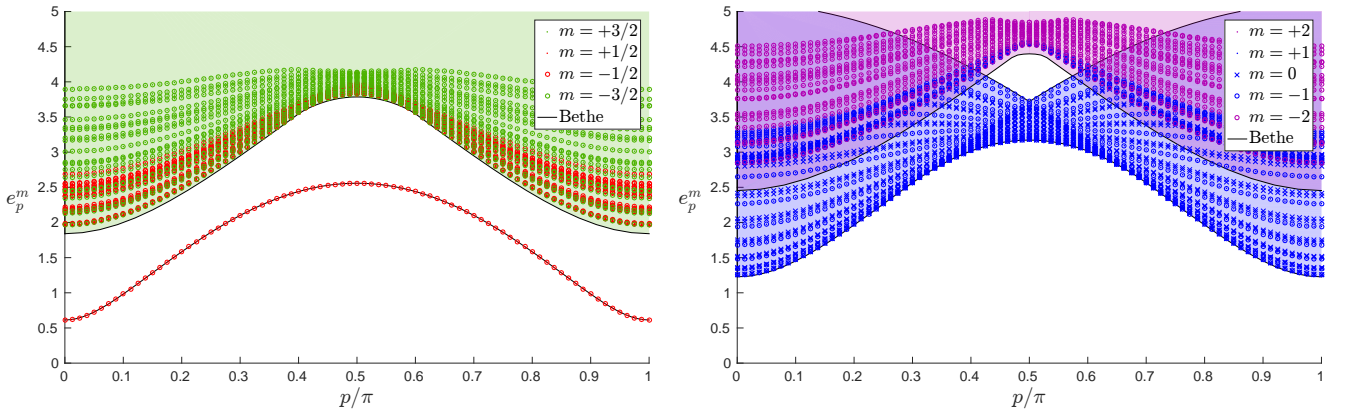 5
4.5
4
3.5
3
2.5
2
1.5
1
0.5
0
e_p^m
0 0.1 0.2 0.3 0.4 0.5 0.6 0.7 0.8 0.9 1
p/π
m = +3/2
m = +1/2
m = −1/2
m = −3/2
Bethe
5
4.5
4
3.5
3
2.5
2
1.5
1
0.5
0
e_p^m
0 0.1 0.2 0.3 0.4 0.5 0.6 0.7 0.8 0.9 1
p/π
m = +2
m = +1
m = 0
m = −1
m = −2
Bethe